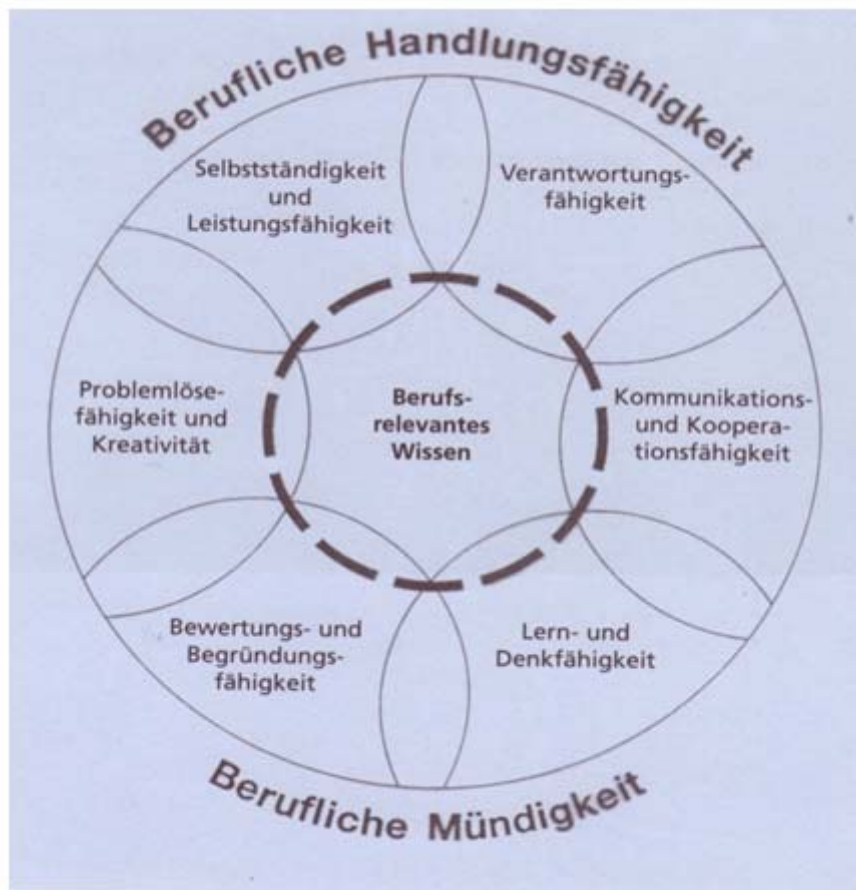 Berufliche Handlungsfähigkeit
Selbstständigkeit
und
Leistungsfähigkeit
Verantwortungs-
fähigkeit
Problemlöse-
fähigkeit und
Kreativität
Berufs-
relevantes
Wissen
Kommunikations-
und Koopera-
tionsfähigkeit
Bewertungs- und
Begründungs-
fähigkeit
Lern- und
Denkfähigkeit
Berufliche Mündigkeit